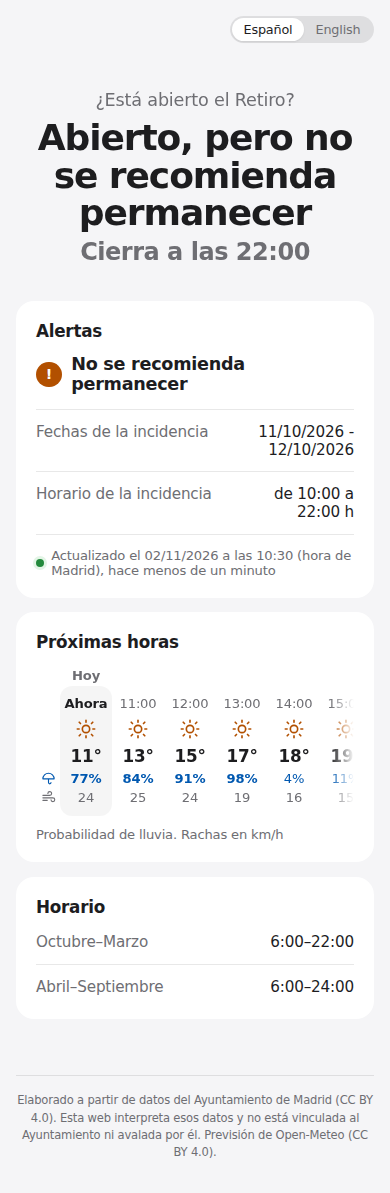 Español English
¿Está abierto el Retiro?
Abierto, pero no
se recomienda
permanecer
Cierra a las 22:00
Alertas
!
No se recomienda
permanecer
Fechas de la incidencia
11/10/2026 -
12/10/2026
Horario de la incidencia
de 10:00 a
22:00 h
Actualizado el 02/11/2026 a las 10:30 (hora de
Madrid), hace menos de un minuto
Próximas horas
Hoy
Ahora 11:00 12:00 13:00 14:00
11° 13° 15° 17° 18° 19
77% 84% 91% 98% 4% 11
24 25 24 19 16 15
Probabilidad de lluvia. Rachas en km/h
Horario
Octubre–Marzo 6:00–22:00
Abril–Septiembre 6:00–24:00
Elaborado a partir de datos del Ayuntamiento de Madrid (CC BY
4.0). Esta web interpreta esos datos y no está vinculada al
Ayuntamiento ni avalada por él. Previsión de Open-Meteo (CC
BY 4.0).